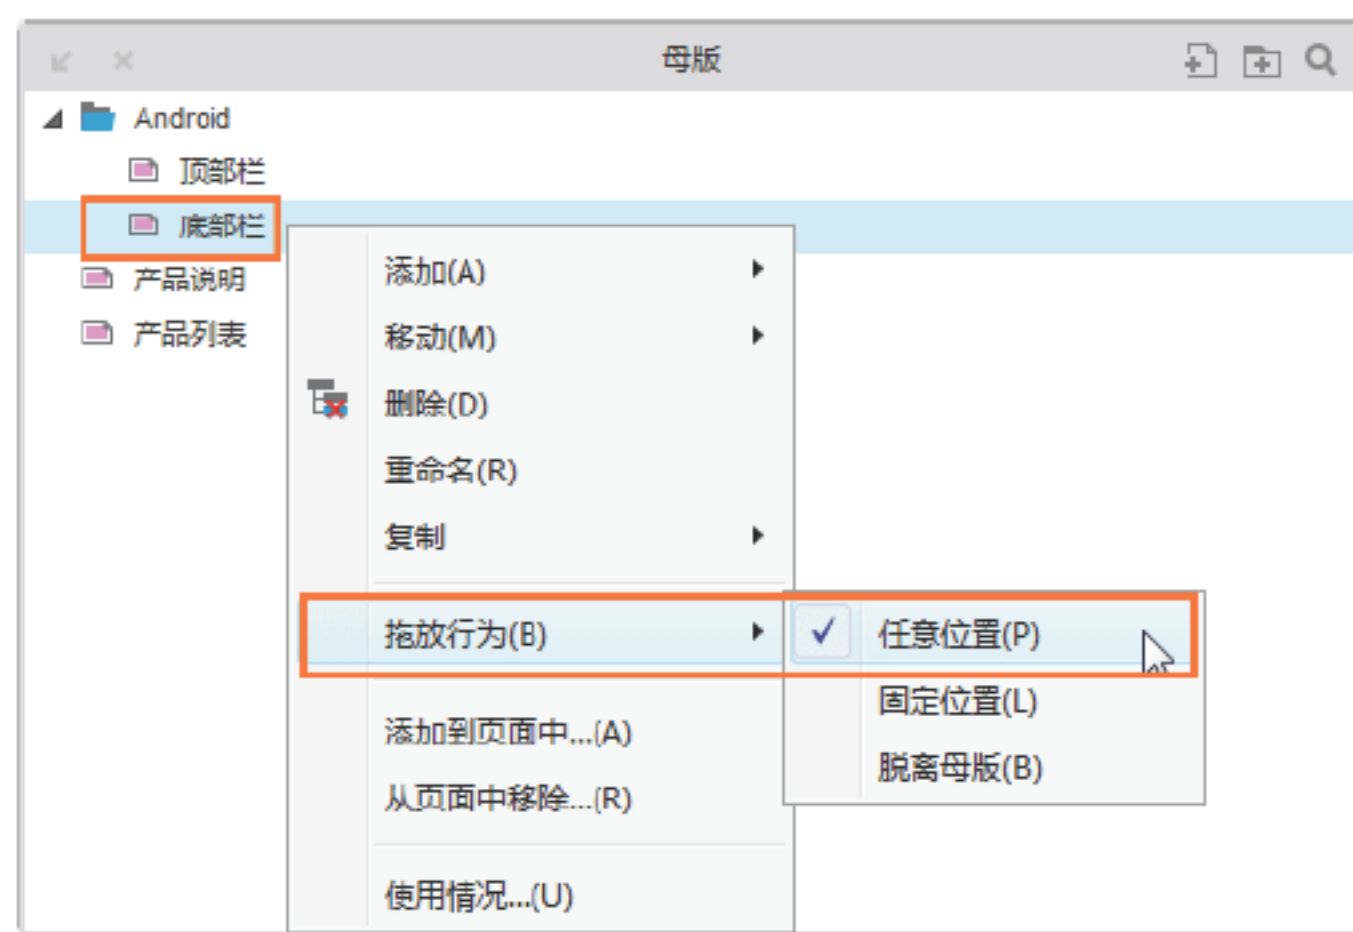 母版
Android
顶部栏
底部栏
产品说明
产品列表
添加(A)
移动(M)
删除(D)
重命名(R)
复制
拖放行为(B)
任意位置(P)
固定位置(L)
脱离母版(B)
添加到页面中...(A)
从页面中移除...(R)
使用情况...(U)